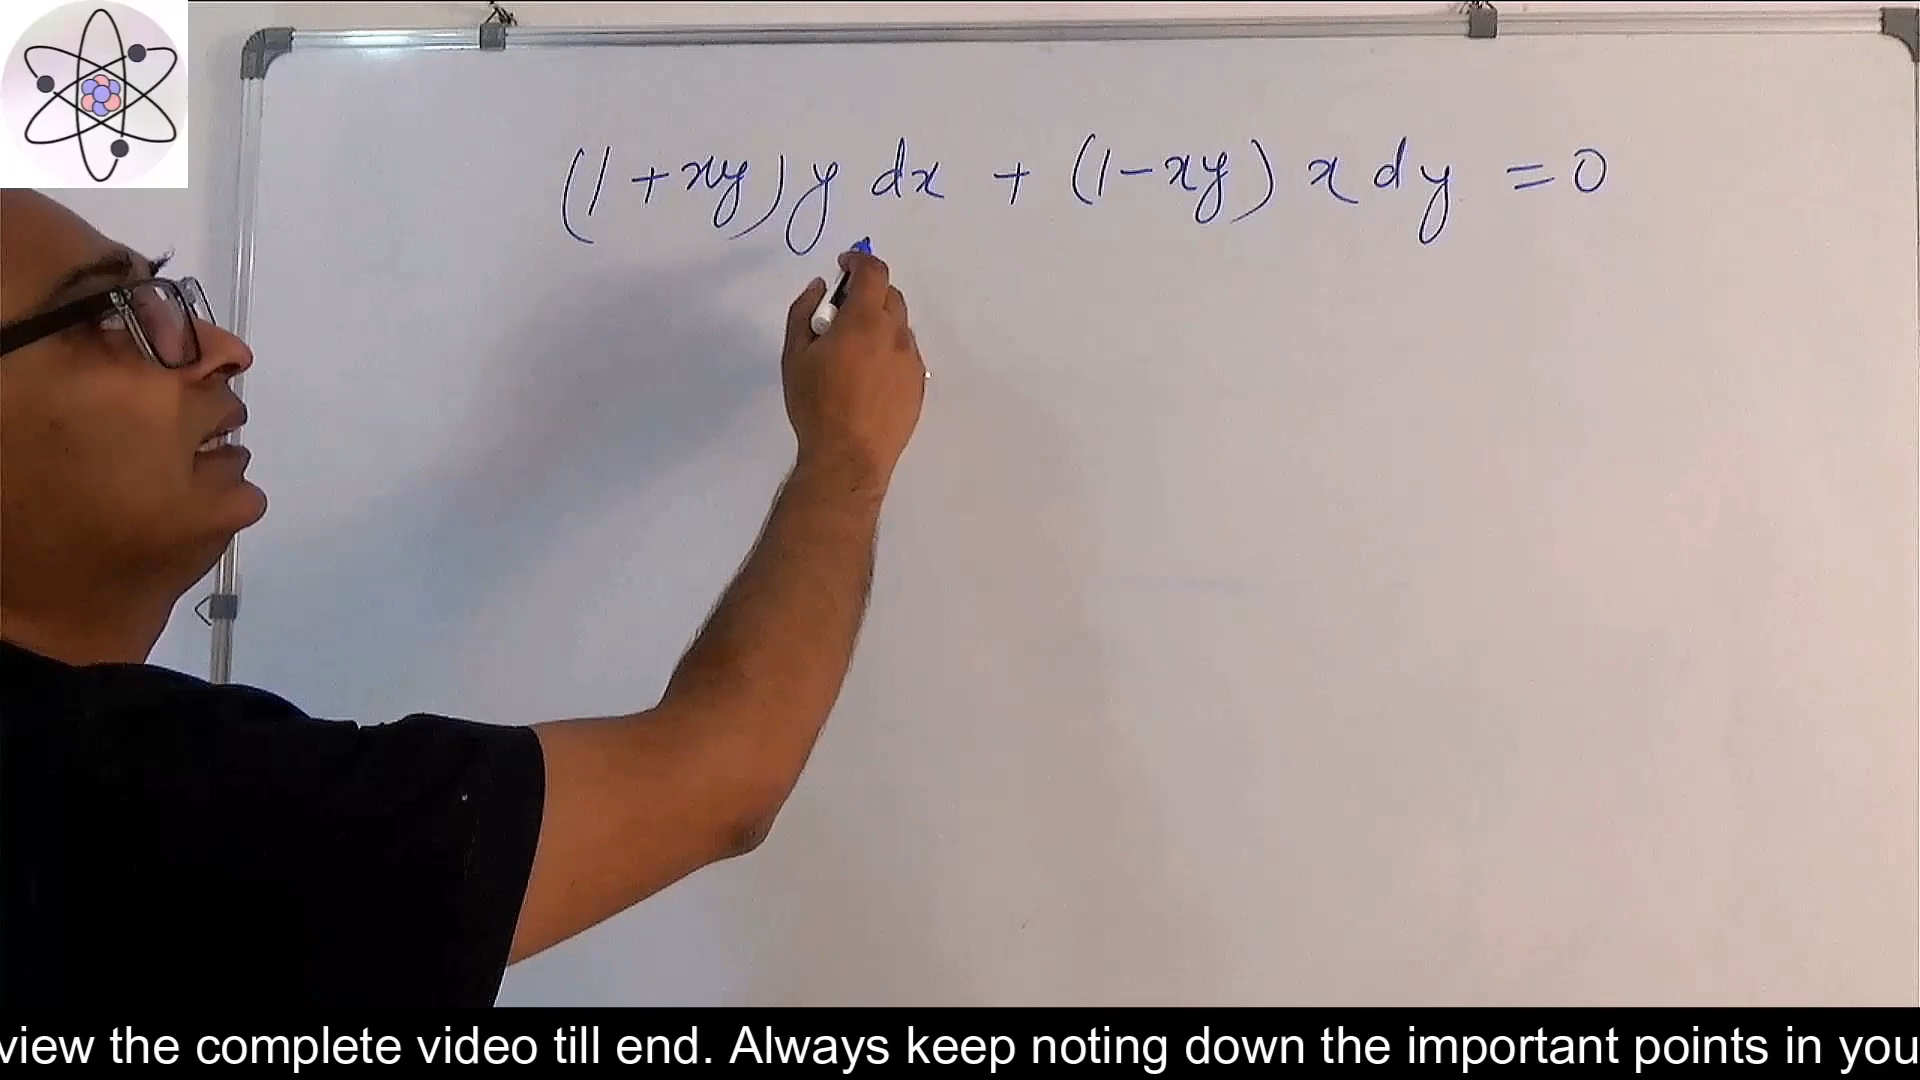 (1+xy)y dx + (1-xy) x dy = 0
view the complete video till end. Always keep noting down the important points in you